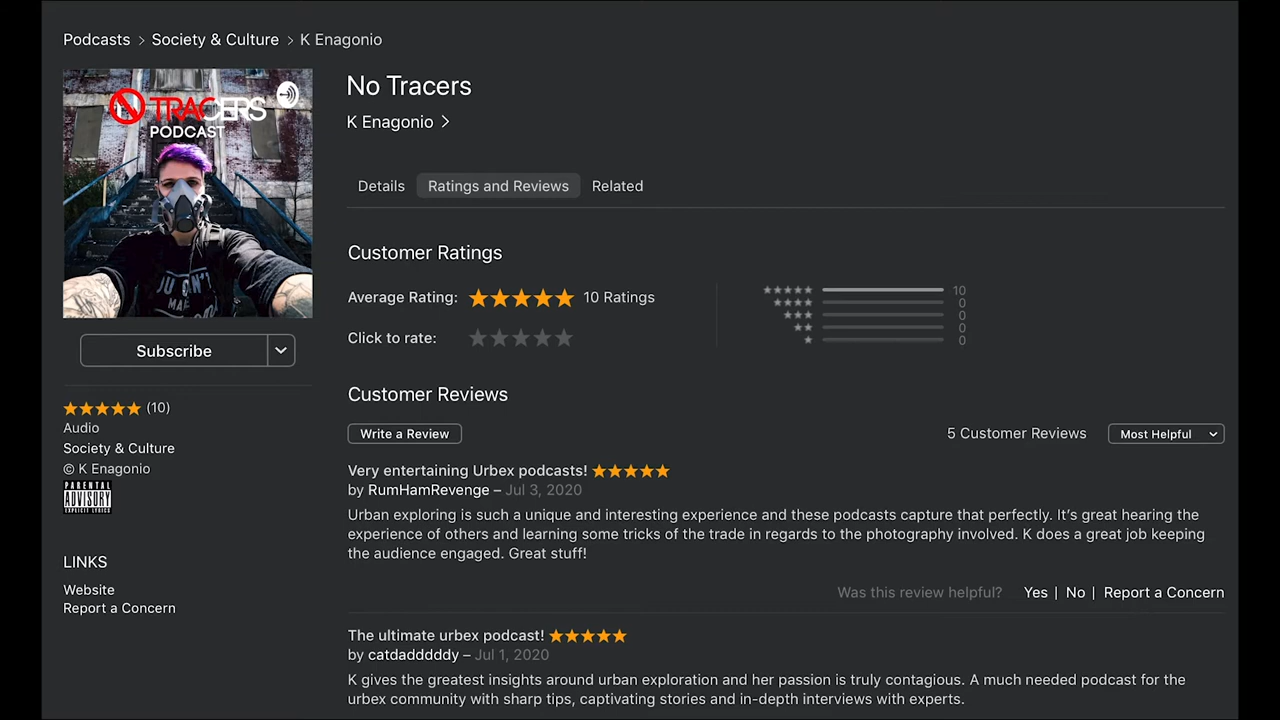 Podcasts > Society & Culture > K Enagonio
TRACERS
PODCAST
No Tracers
K Enagonio >
Details
Ratings and Reviews
Related
Customer Ratings
Average Rating: ★★★★★ 10 Ratings
Click to rate: ★★★★★
★★★★★ 10
★★★★ 0
★★★ 0
★★ 0
★ 0
Subscribe
★★★★★ (10)
Audio
Society & Culture
© K Enagonio
PARENTAL
ADVISORY
EXPLICIT LYRICS
LINKS
Website
Report a Concern
Customer Reviews
Write a Review
5 Customer Reviews
Most Helpful
Very entertaining Urbex podcasts! ★★★★★
by RumHamRevenge – Jul 3, 2020
Urban exploring is such a unique and interesting experience and these podcasts capture that perfectly. It’s great hearing the
experience of others and learning some tricks of the trade in regards to the photography involved. K does a great job keeping
the audience engaged. Great stuff!
Was this review helpful? Yes | No | Report a Concern
The ultimate urbex podcast! ★★★★★
by catdadddddy – Jul 1, 2020
K gives the greatest insights around urban exploration and her passion is truly contagious. A much needed podcast for the
urbex community with sharp tips, captivating stories and in-depth interviews with experts.